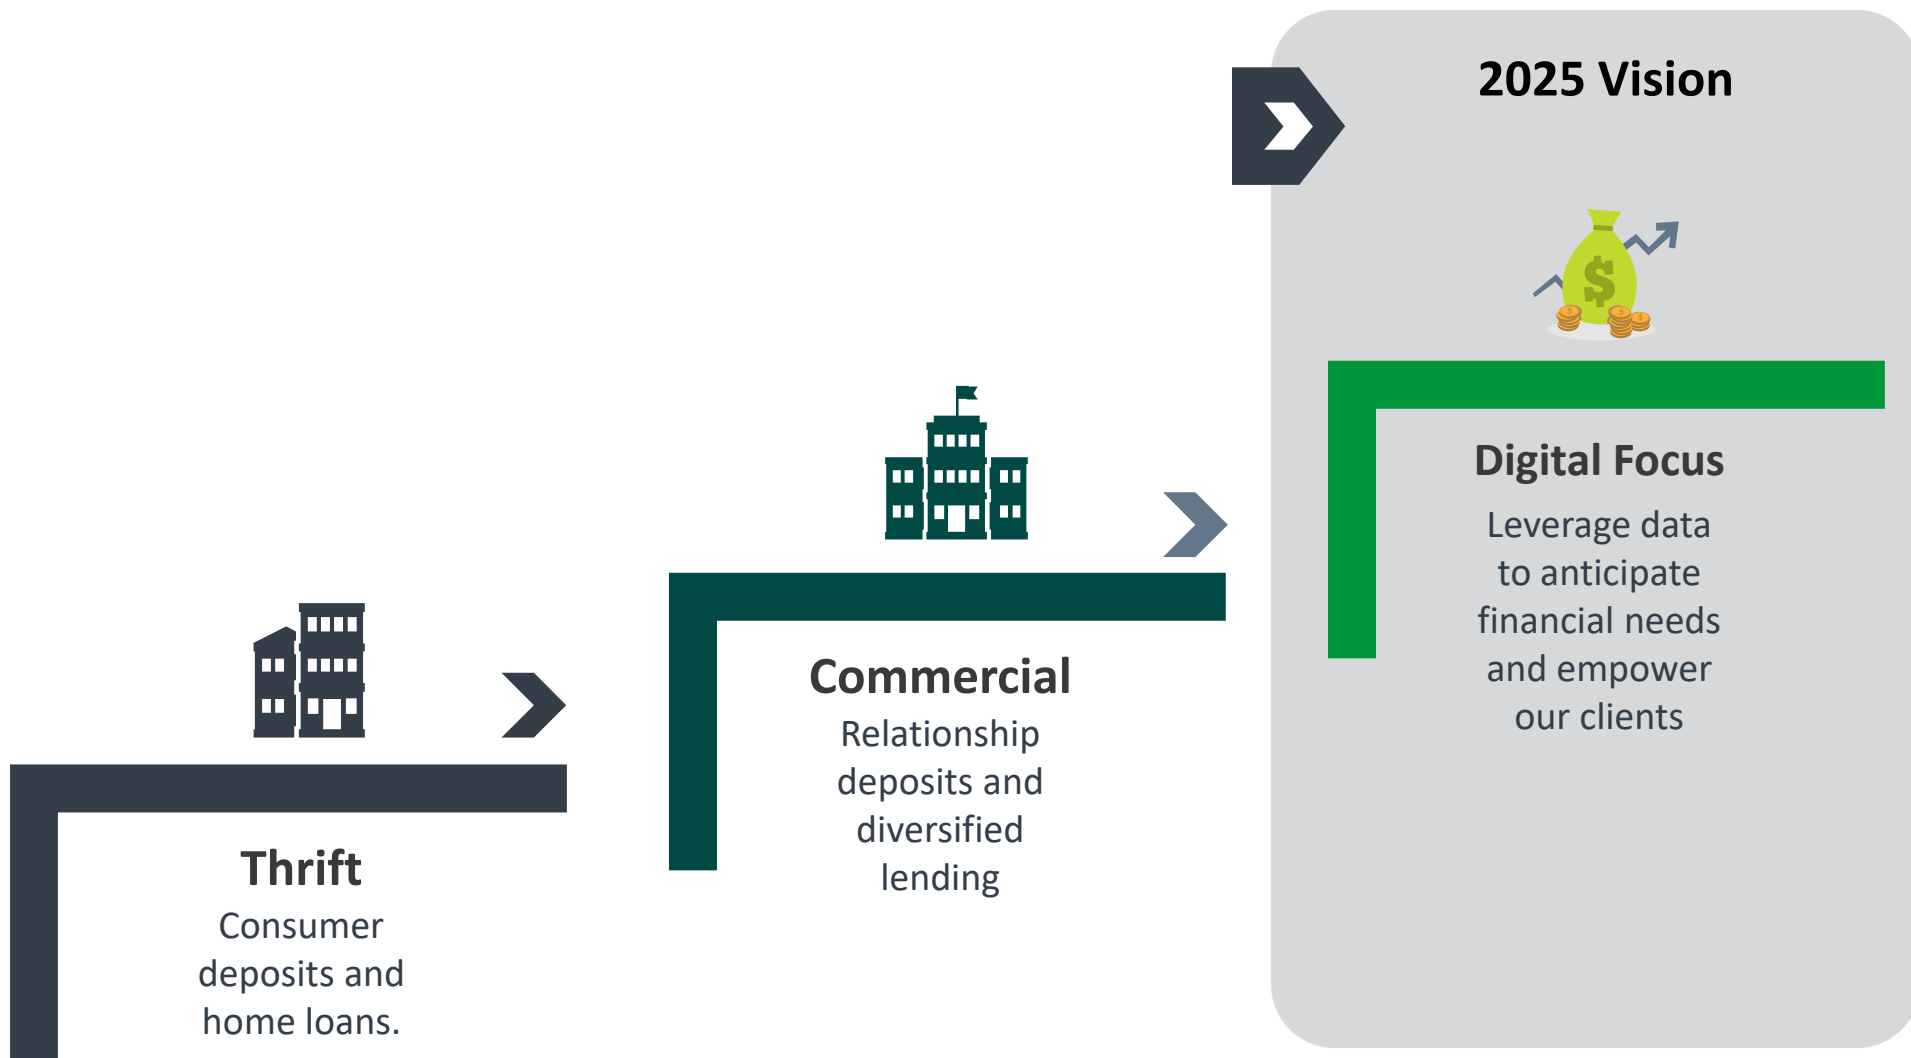 2025 Vision
$
Digital Focus
Leverage data
to anticipate
financial needs
and empower
our clients
Commercial
Relationship
deposits and
diversified
lending
Thrift
Consumer
deposits and
home loans.